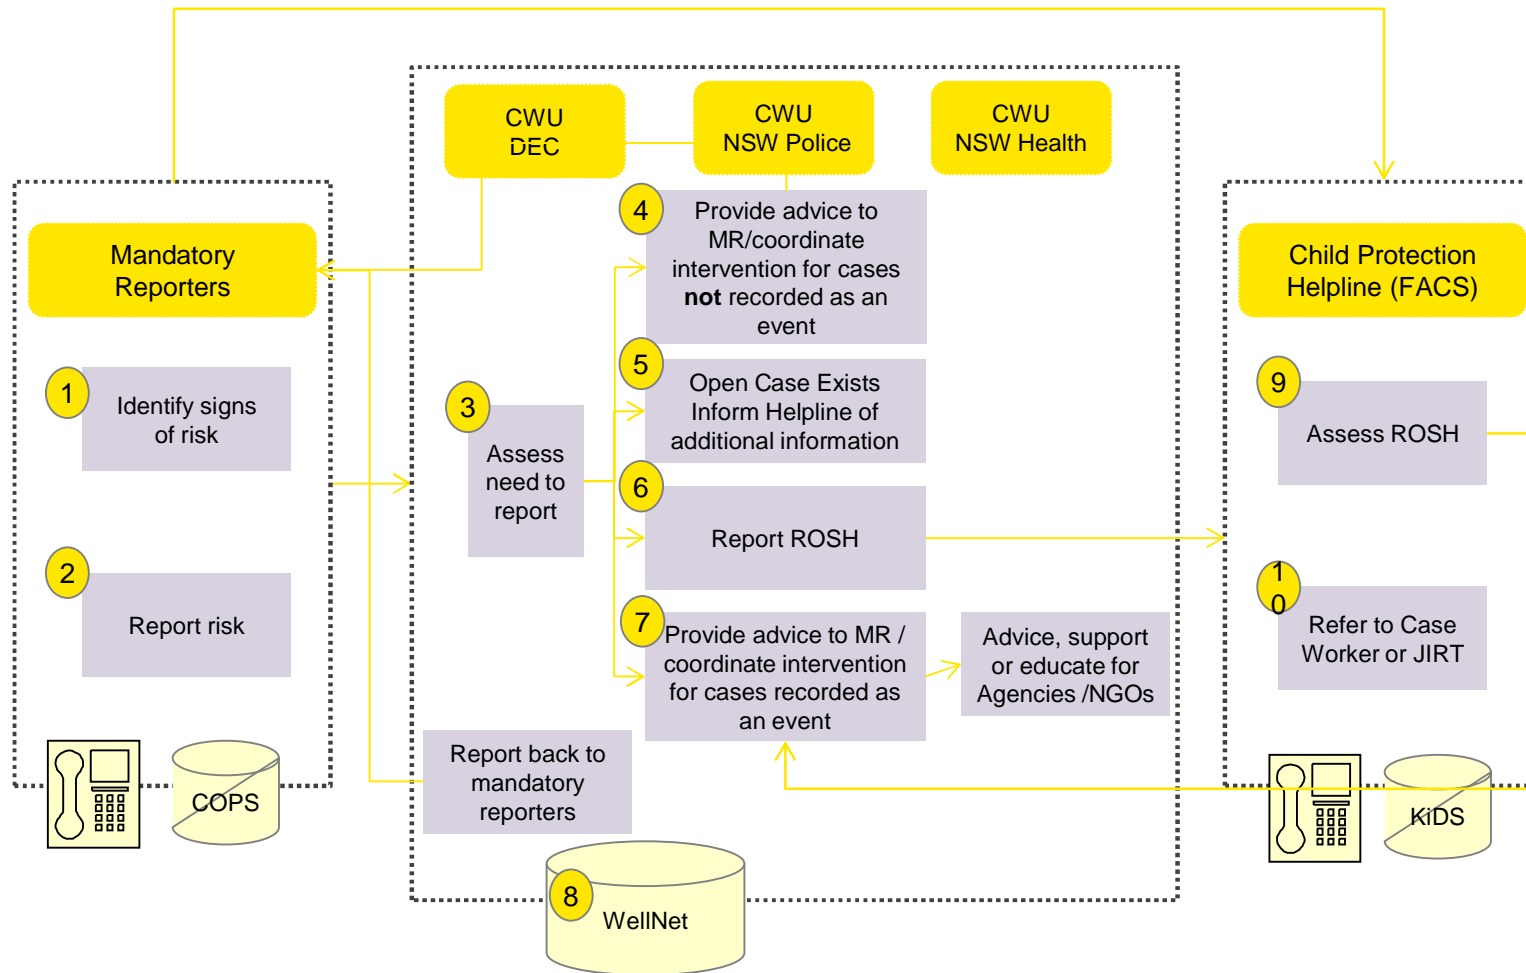 CWU
DEC
CWU
NSW Police
CWU
NSW Health
Mandatory
Reporters
1
Identify signs
of risk
2
Report risk
COPS
3
Assess
need to
report
4
Provide advice to
MR/coordinate
intervention for cases
not recorded as an
event
5
Open Case Exists
Inform Helpline of
additional information
6
Report ROSH
7
Provide advice to MR /
coordinate intervention
for cases recorded as
an event
Advice, support
or educate for
Agencies /NGOs
Report back to
mandatory
reporters
8
WellNet
Child Protection
Helpline (FACS)
9
Assess ROSH
1
0
Refer to Case
Worker or JIRT
KiDS